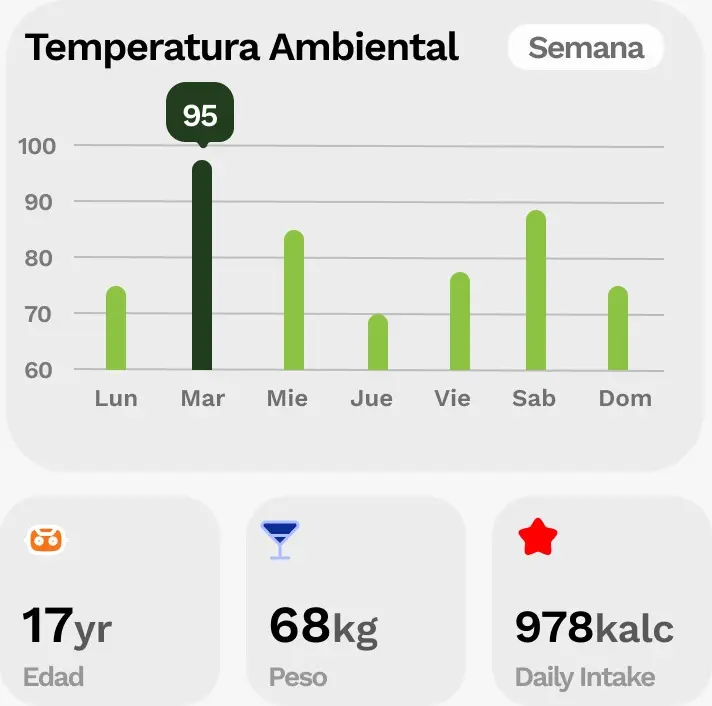 Temperatura Ambiental
Semana
95
100
90
80
70
60
Lun Mar Mie Jue Vie Sab Dom
17yr
Edad
68kg
Peso
978kalc
Daily Intake